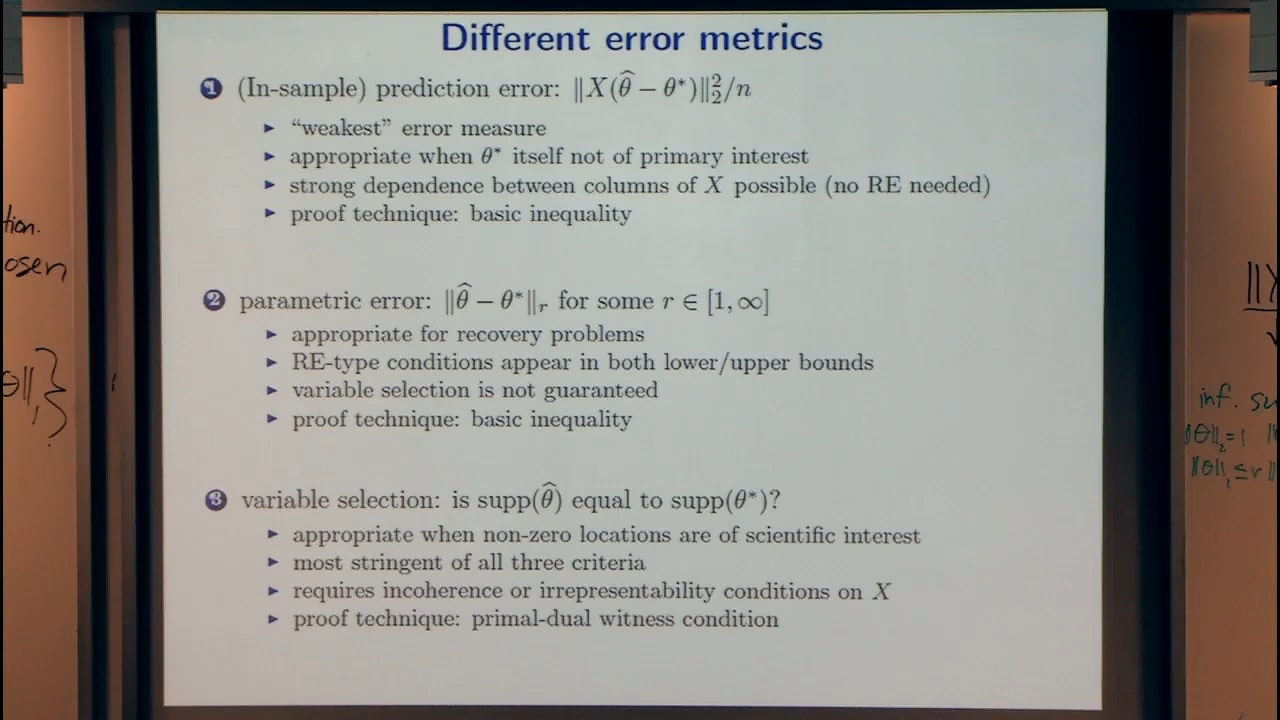 Different error metrics
1 (In-sample) prediction error: ‖X(θ̂ − θ*)‖₂²/n
► “weakest” error measure
► appropriate when θ* itself not of primary interest
► strong dependence between columns of X possible (no RE needed)
► proof technique: basic inequality
2 parametric error: ‖θ̂ − θ*‖ᵣ for some r ∈ [1, ∞]
► appropriate for recovery problems
► RE-type conditions appear in both lower/upper bounds
► variable selection is not guaranteed
► proof technique: basic inequality
3 variable selection: is supp(θ̂) equal to supp(θ*)?
► appropriate when non-zero locations are of scientific interest
► most stringent of all three criteria
► requires incoherence or irrepresentability conditions on X
► proof technique: primal-dual witness condition
tion.
osen
θ‖₁}
‖X
inf. su
‖θ‖₂=1
‖θ‖₁ ≤ r